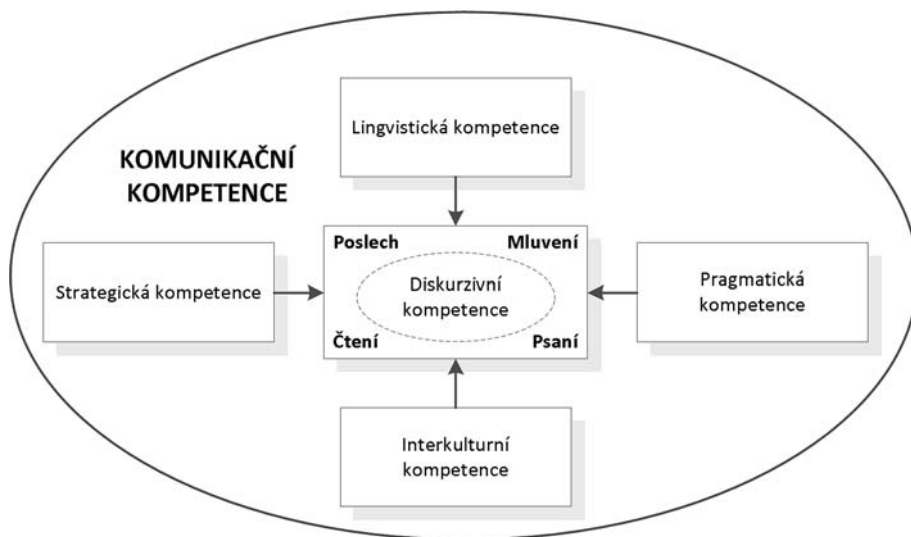 Lingvistická kompetence
KOMUNIKAČNÍ
KOMPETENCE
Poslech
Mluvení
Strategická kompetence
Diskurzivní
kompetence
Pragmatická
kompetence
Čtení
Psaní
Interkulturní
kompetence